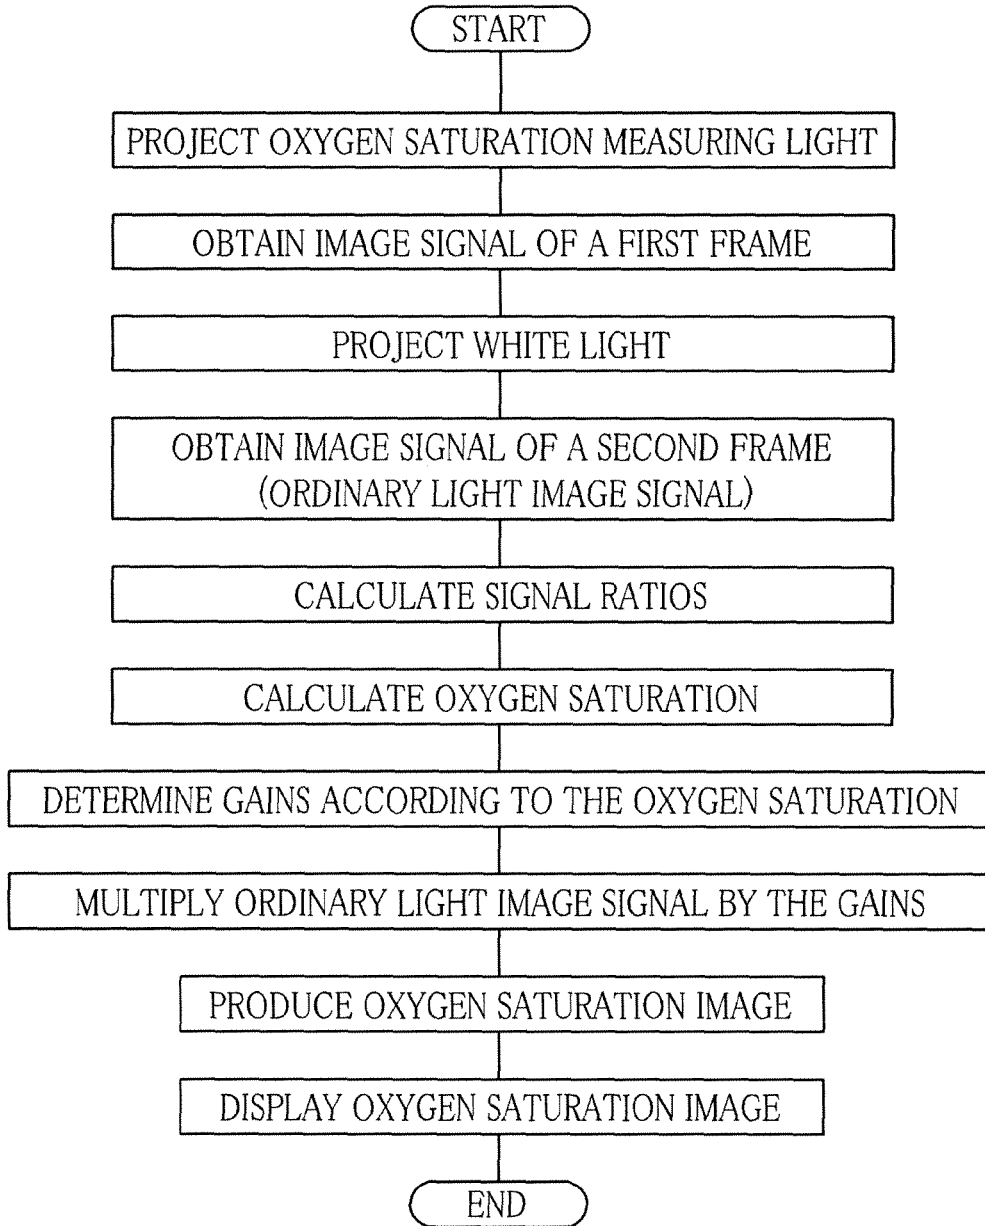 START
PROJECT OXYGEN SATURATION MEASURING LIGHT
OBTAIN IMAGE SIGNAL OF A FIRST FRAME
PROJECT WHITE LIGHT
OBTAIN IMAGE SIGNAL OF A SECOND FRAME
(ORDINARY LIGHT IMAGE SIGNAL)
CALCULATE SIGNAL RATIOS
CALCULATE OXYGEN SATURATION
DETERMINE GAINS ACCORDING TO THE OXYGEN SATURATION
MULTIPLY ORDINARY LIGHT IMAGE SIGNAL BY THE GAINS
PRODUCE OXYGEN SATURATION IMAGE
DISPLAY OXYGEN SATURATION IMAGE
END